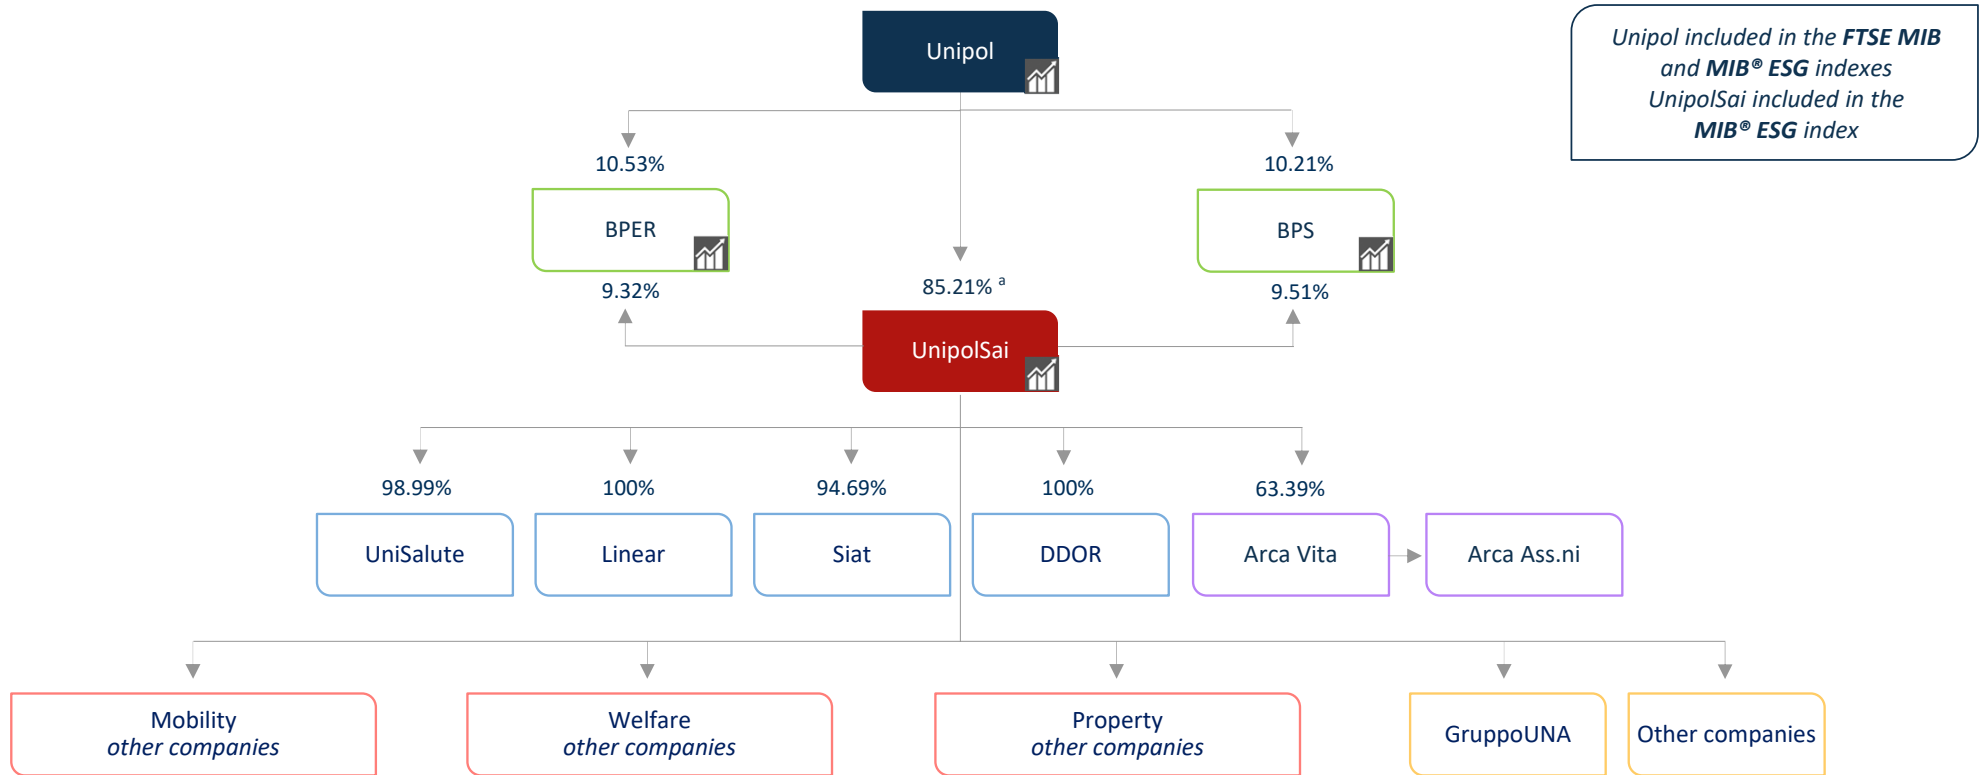 Unipol
Unipol included in the FTSE MIB
and MIB® ESG indexes
UnipolSai included in the
MIB® ESG index
10.53%
10.21%
BPER
BPS
9.32%
85.21% a
9.51%
UnipolSai
98.99%
100%
94.69%
100%
63.39%
UniSalute
Linear
Siat
DDOR
Arca Vita
Arca Ass.ni
Mobility
other companies
Welfare
other companies
Property
other companies
GruppoUNA
Other companies